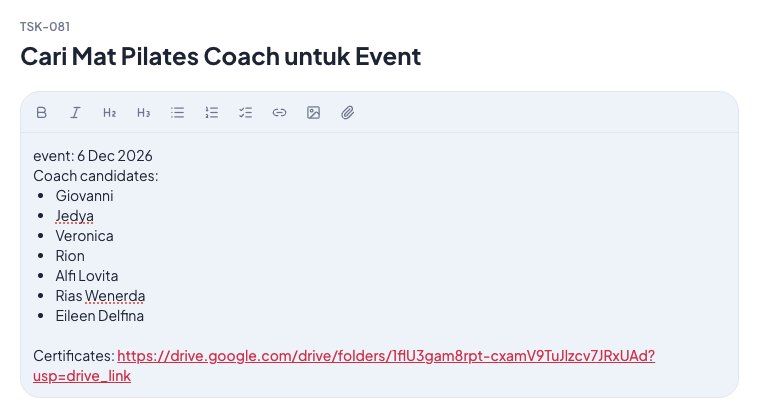 TSK-081
Cari Mat Pilates Coach untuk Event
B I H2 H3
event: 6 Dec 2026
Coach candidates:
• Giovanni
• Jedya
• Veronica
• Rion
• Alfi Lovita
• Rias Wenerda
• Eileen Delfina
Certificates: https://drive.google.com/drive/folders/1flU3gam8rpt-cxamV9TuJlzcv7JRxUAd?
usp=drive_link